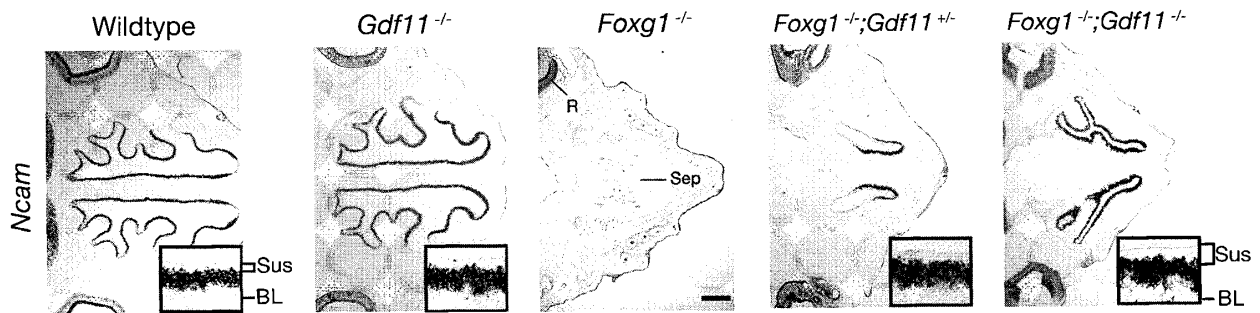 Wildtype
Gdf11-/-
Foxg1-/-
Foxg1-/-;Gdf11+/-
Foxg1-/-;Gdf11-/-
Ncam
R
Sep
Sus
BL
Sus
BL